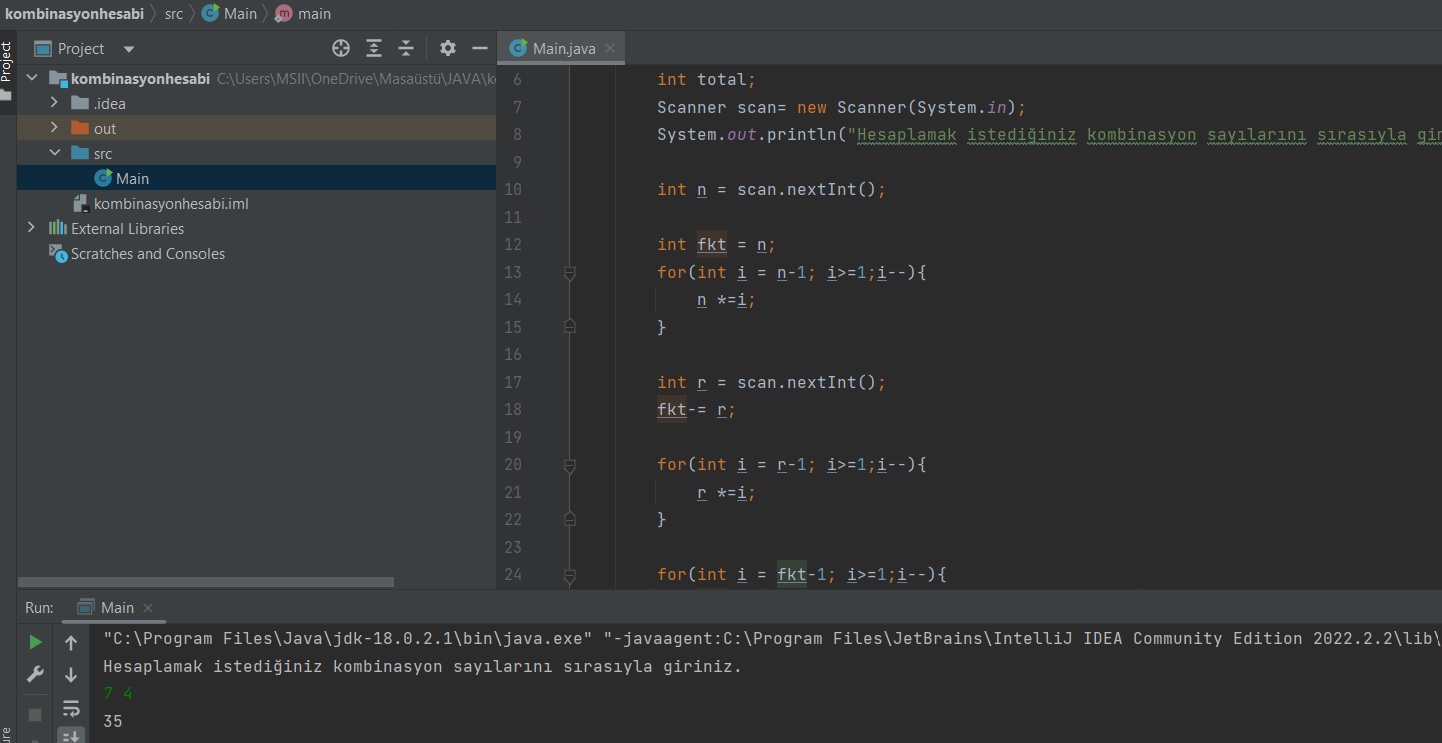 kombinasyonhesabi src Main main
Project
Project
Main.java
kombinasyonhesabi C:\Users\MSII\OneDrive\Masaüstü\JAVA\k
.idea
out
src
Main
kombinasyonhesabi.iml
External Libraries
Scratches and Consoles
6 int total;
7 Scanner scan= new Scanner(System.in);
8 System.out.println("Hesaplamak istediğiniz kombinasyon sayılarını sırasıyla gir
9
10 int n = scan.nextInt();
11
12 int fkt = n;
13 for(int i = n-1; i>=1;i--){
14 n *=i;
15 }
16
17 int r = scan.nextInt();
18 fkt-= r;
19
20 for(int i = r-1; i>=1;i--){
21 r *=i;
22 }
23
24 for(int i = fkt-1; i>=1;i--){
Run: Main
"C:\Program Files\Java\jdk-18.0.2.1\bin\java.exe" "-javaagent:C:\Program Files\JetBrains\IntelliJ IDEA Community Edition 2022.2.2\lib\
Hesaplamak istediğiniz kombinasyon sayılarını sırasıyla giriniz.
7 4
35